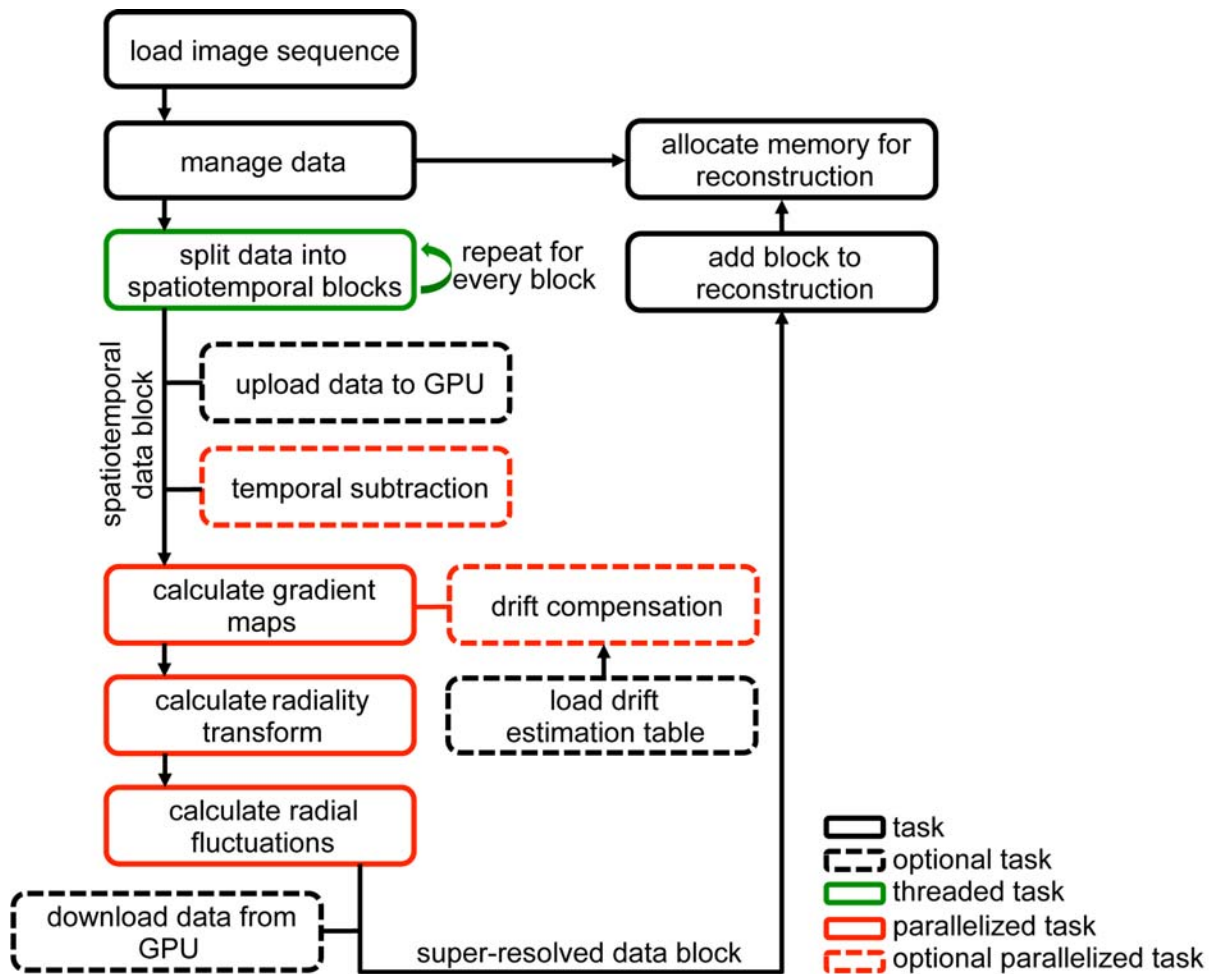 load image sequence
manage data
allocate memory for
reconstruction
split data into
spatiotemporal blocks
repeat for
every block
add block to
reconstruction
spatiotemporal
data block
upload data to GPU
temporal subtraction
calculate gradient
maps
drift compensation
calculate radiality
transform
load drift
estimation table
calculate radial
fluctuations
download data from
GPU
super-resolved data block
task
optional task
threaded task
parallelized task
optional parallelized task